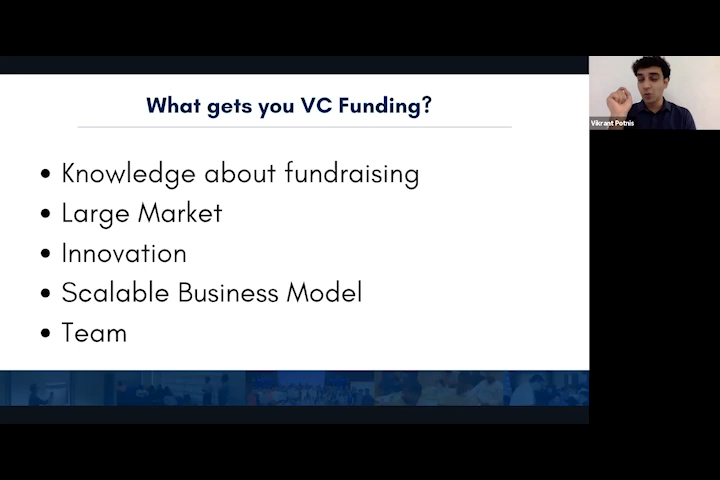 What gets you VC Funding?
• Knowledge about fundraising
• Large Market
• Innovation
• Scalable Business Model
• Team
Vikrant Potnis